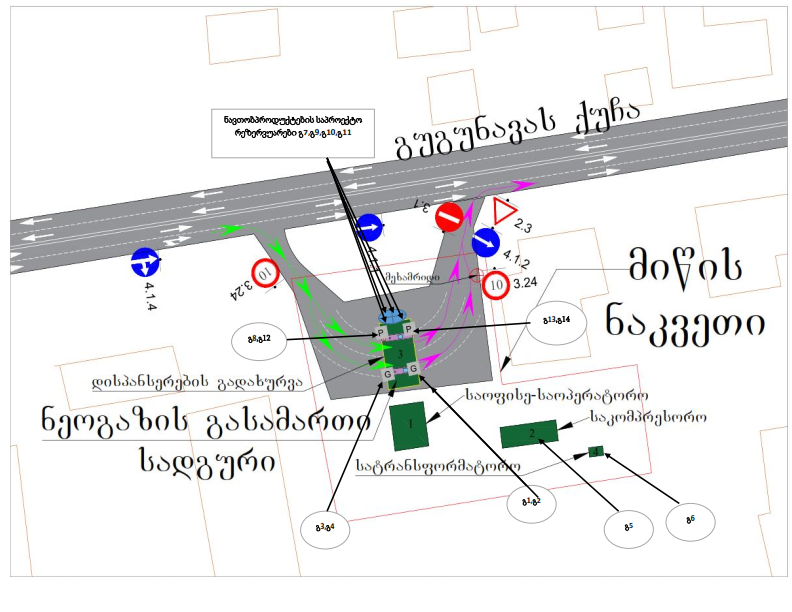 ნავთობპროდუქტების საპროექტო
რეზერვუარები გ7,გ9,გ10,გ11
გუგუნავას ქუჩა
3.1
2.3
4.1.2
4.1.4
10
3.24
10
3.24
მეხამრიდი
მიწის
ნაკვეთი
გ8,გ12
გ13,გ14
P
P
3
G
G
დისპანსერების გადახურვა
ნეოგაზის გასამართი
სადგური
საოფისე-საოპერატორო
საკომპრესორო
სატრანსფორმატორო
1
2
4
გ3,გ4
გ1,გ2
გ5
გ6